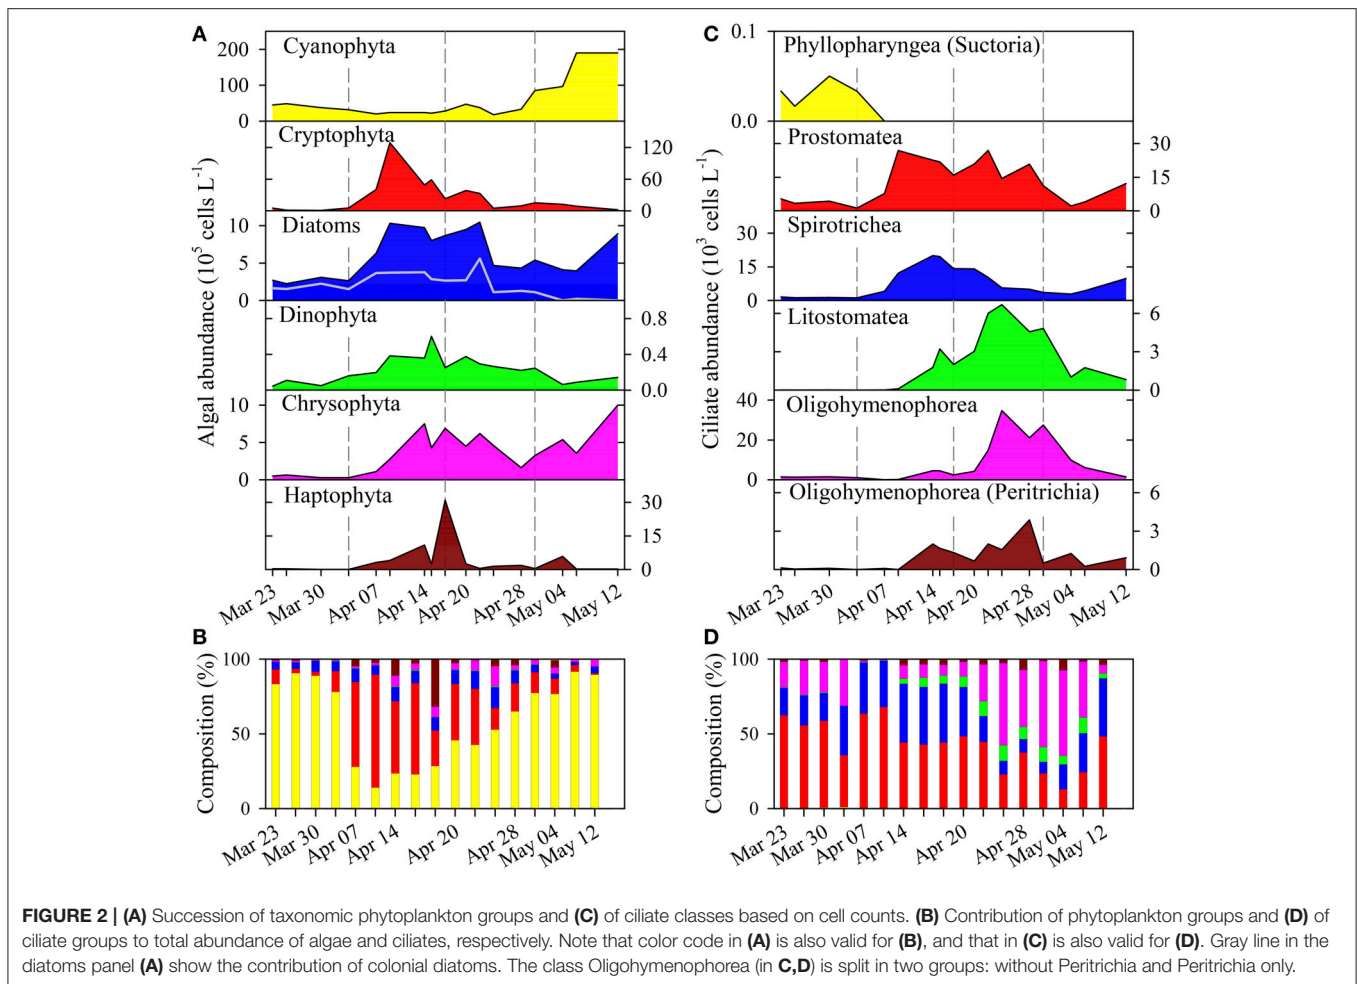 A
Cyanophyta
200
100
0
Cryptophyta
120
60
0
Diatoms
10
5
0
Dinophyta
0.8
0.4
0.0
Chrysophyta
10
5
0
Haptophyta
30
15
0
Algal abundance (10⁵ cells L⁻¹)
Mar 23
Mar 30
Apr 07
Apr 14
Apr 20
Apr 28
May 04
May 12
C
Phyllopharyngea (Suctoria)
0.1
0.0
Prostomatea
30
15
0
Spirotrichea
30
15
0
Litostomatea
6
3
0
Oligohymenophorea
40
20
0
Oligohymenophorea (Peritrichia)
6
3
0
Ciliate abundance (10³ cells L⁻¹)
Mar 23
Mar 30
Apr 07
Apr 14
Apr 20
Apr 28
May 04
May 12
B
Composition (%)
100
50
0
Mar 23
Mar 30
Apr 07
Apr 14
Apr 20
Apr 28
May 04
May 12
D
Composition (%)
100
50
0
Mar 23
Mar 30
Apr 07
Apr 14
Apr 20
Apr 28
May 04
May 12
FIGURE 2 | (A) Succession of taxonomic phytoplankton groups and (C) of ciliate classes based on cell counts. (B) Contribution of phytoplankton groups and (D) of
ciliate groups to total abundance of algae and ciliates, respectively. Note that color code in (A) is also valid for (B), and that in (C) is also valid for (D). Gray line in the
diatoms panel (A) show the contribution of colonial diatoms. The class Oligohymenophorea (in C,D) is split in two groups: without Peritrichia and Peritrichia only.